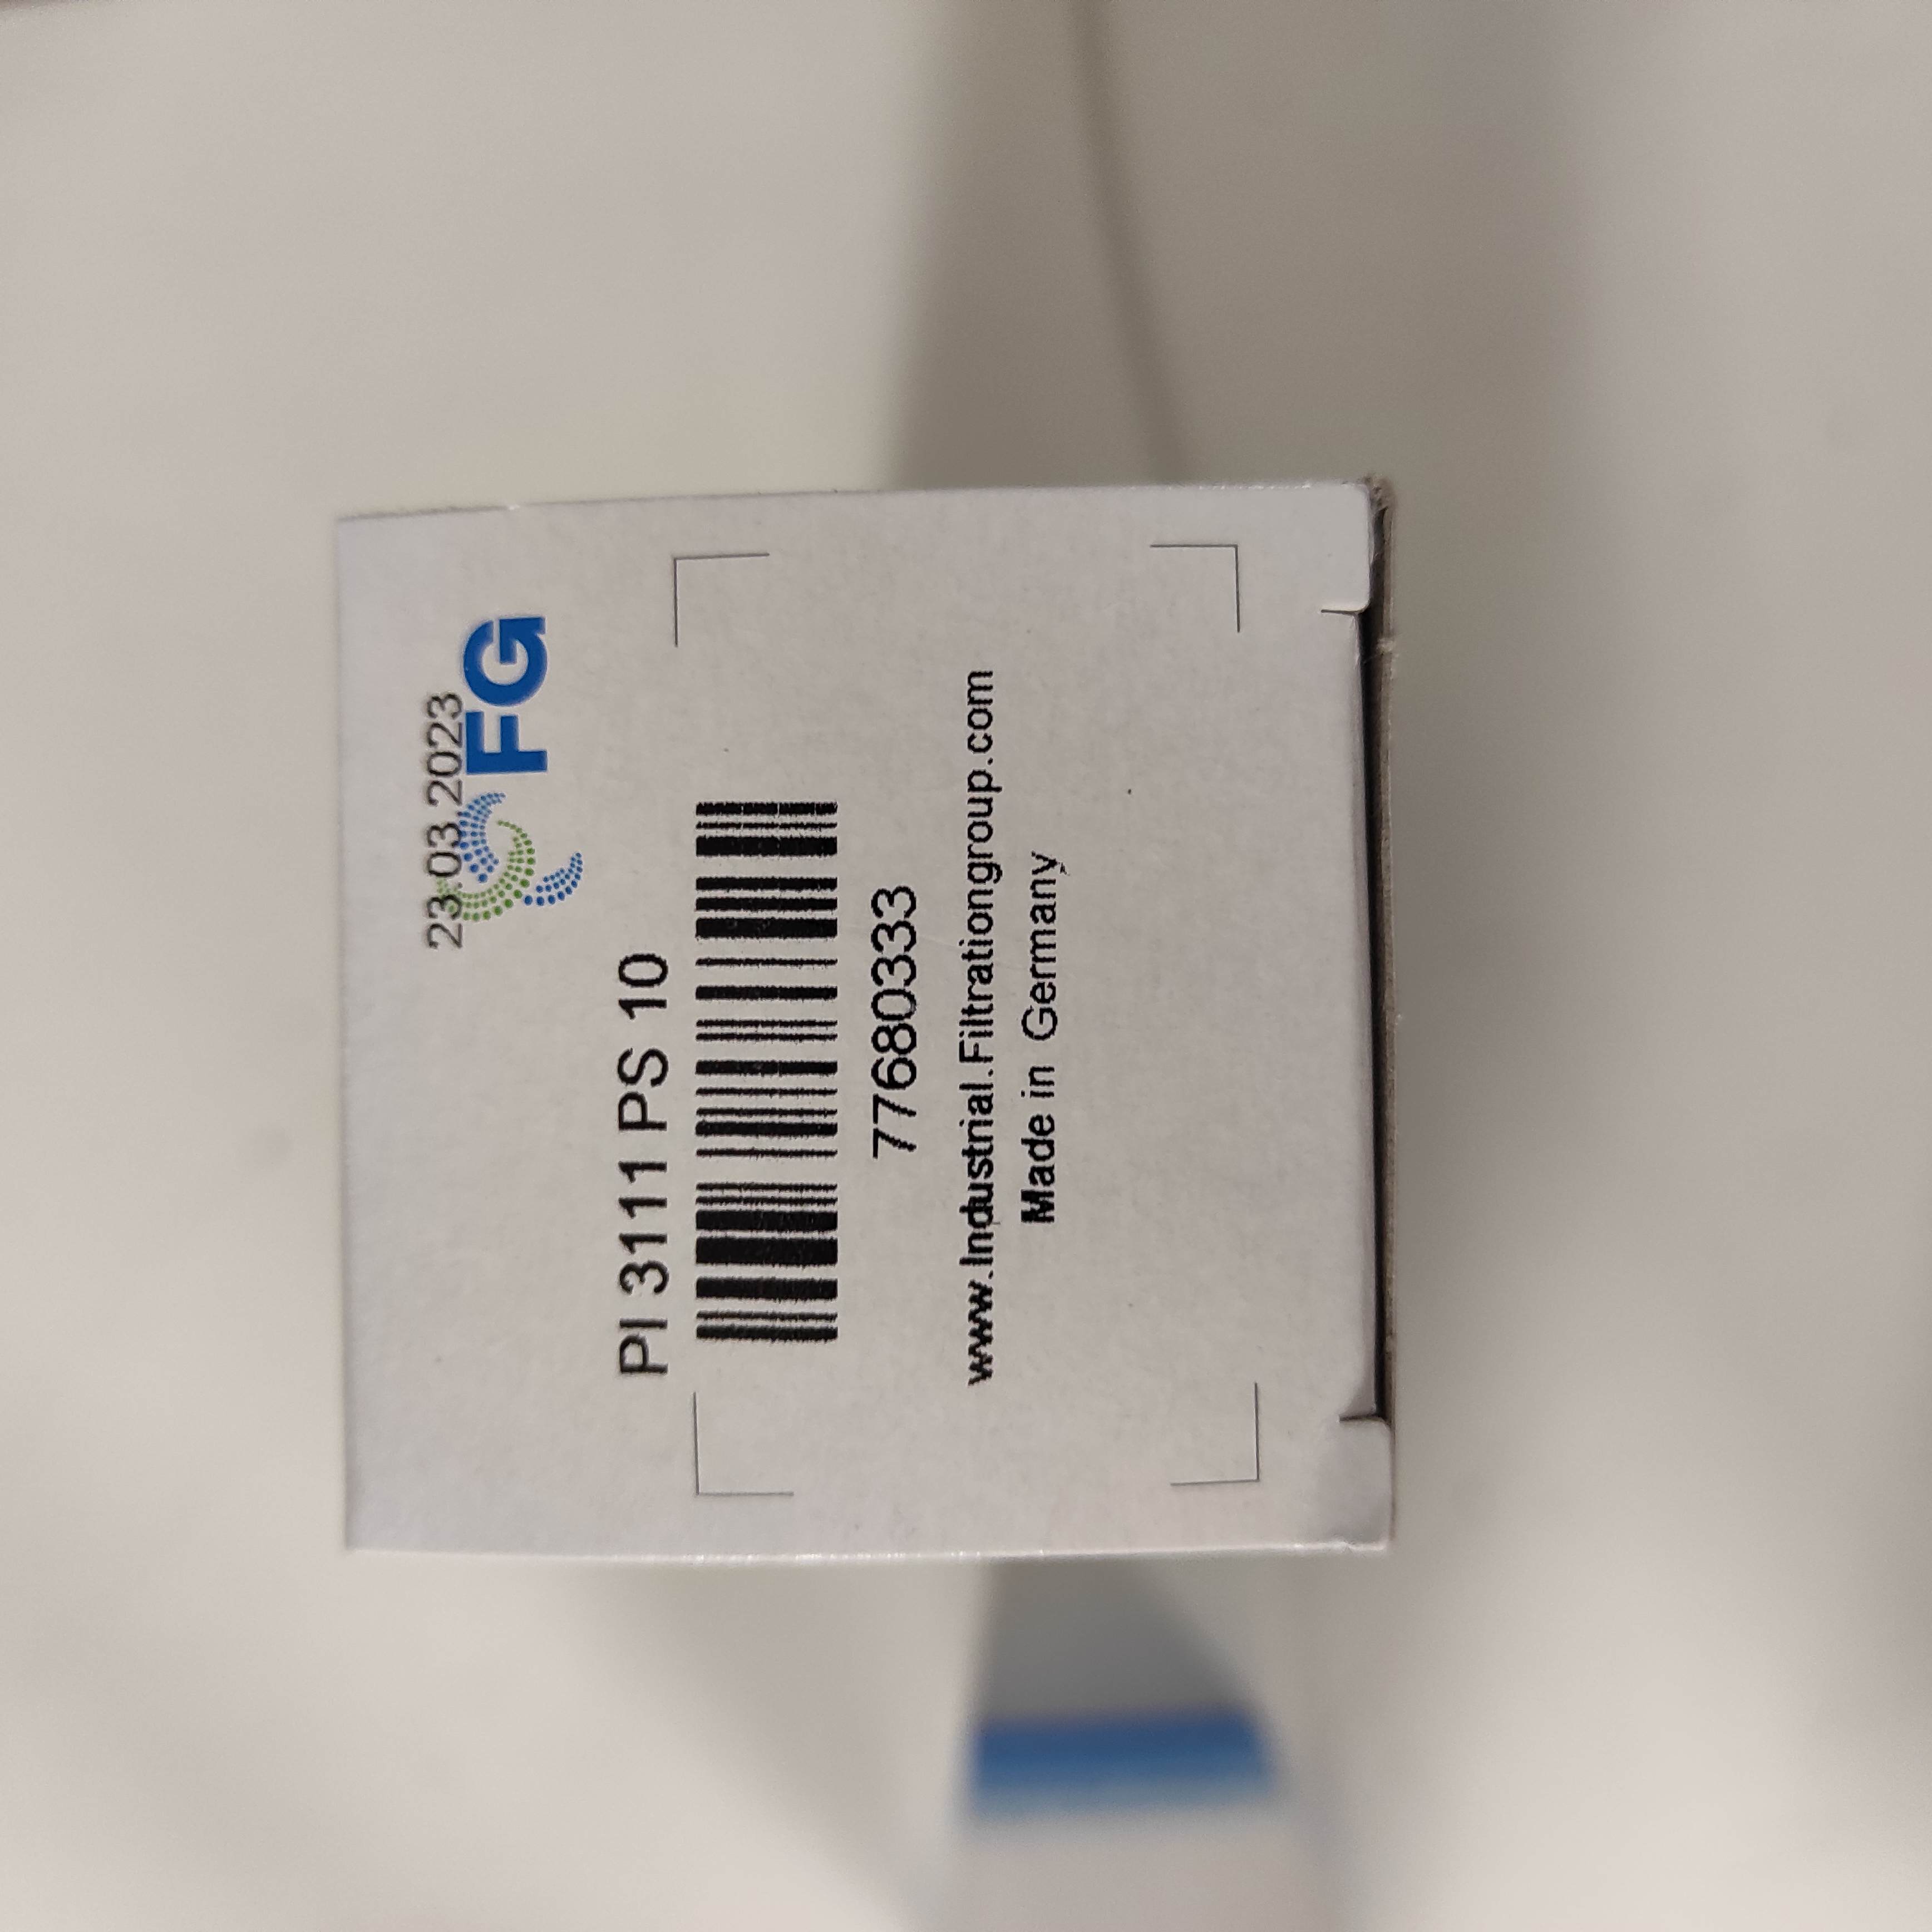 23.03.2023
FG
PI 3111 PS 10
77680333
www.Industrial.Filtrationgroup.com
Made in Germany